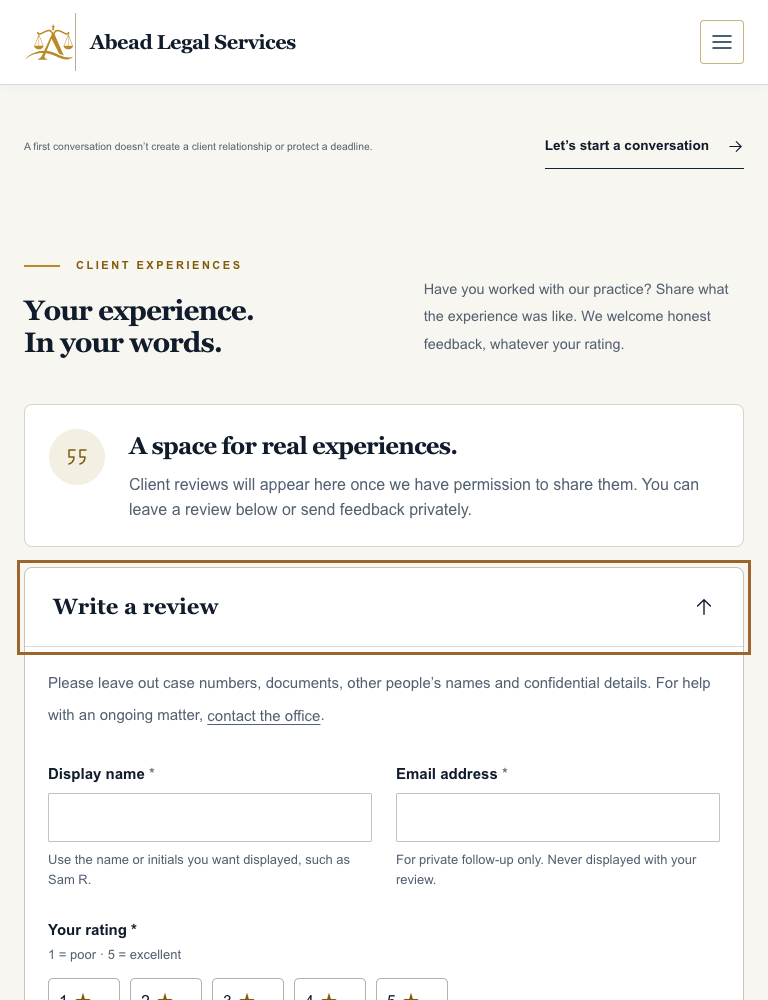 Abead Legal Services
A first conversation doesn’t create a client relationship or protect a deadline.
Let’s start a conversation
CLIENT EXPERIENCES
Your experience.
In your words.
Have you worked with our practice? Share what
the experience was like. We welcome honest
feedback, whatever your rating.
A space for real experiences.
Client reviews will appear here once we have permission to share them. You can
leave a review below or send feedback privately.
Write a review
Please leave out case numbers, documents, other people’s names and confidential details. For help
with an ongoing matter, contact the office.
Display name *
Email address *
Use the name or initials you want displayed, such as
Sam R.
For private follow-up only. Never displayed with your
review.
Your rating *
1 = poor · 5 = excellent
1 ★ 2 ★ 3 ★ 4 ★ 5 ★